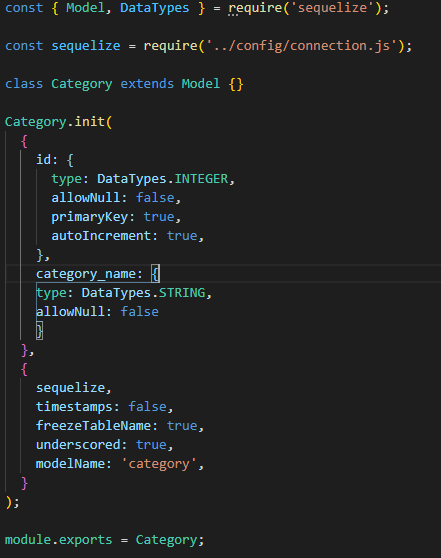 const { Model, DataTypes } = require('sequelize');
const sequelize = require('../config/connection.js');
class Category extends Model {}
Category.init(
{
id: {
type: DataTypes.INTEGER,
allowNull: false,
primaryKey: true,
autoIncrement: true,
},
category_name: {
type: DataTypes.STRING,
allowNull: false
}
},
{
sequelize,
timestamps: false,
freezeTableName: true,
underscored: true,
modelName: 'category',
}
);
module.exports = Category;